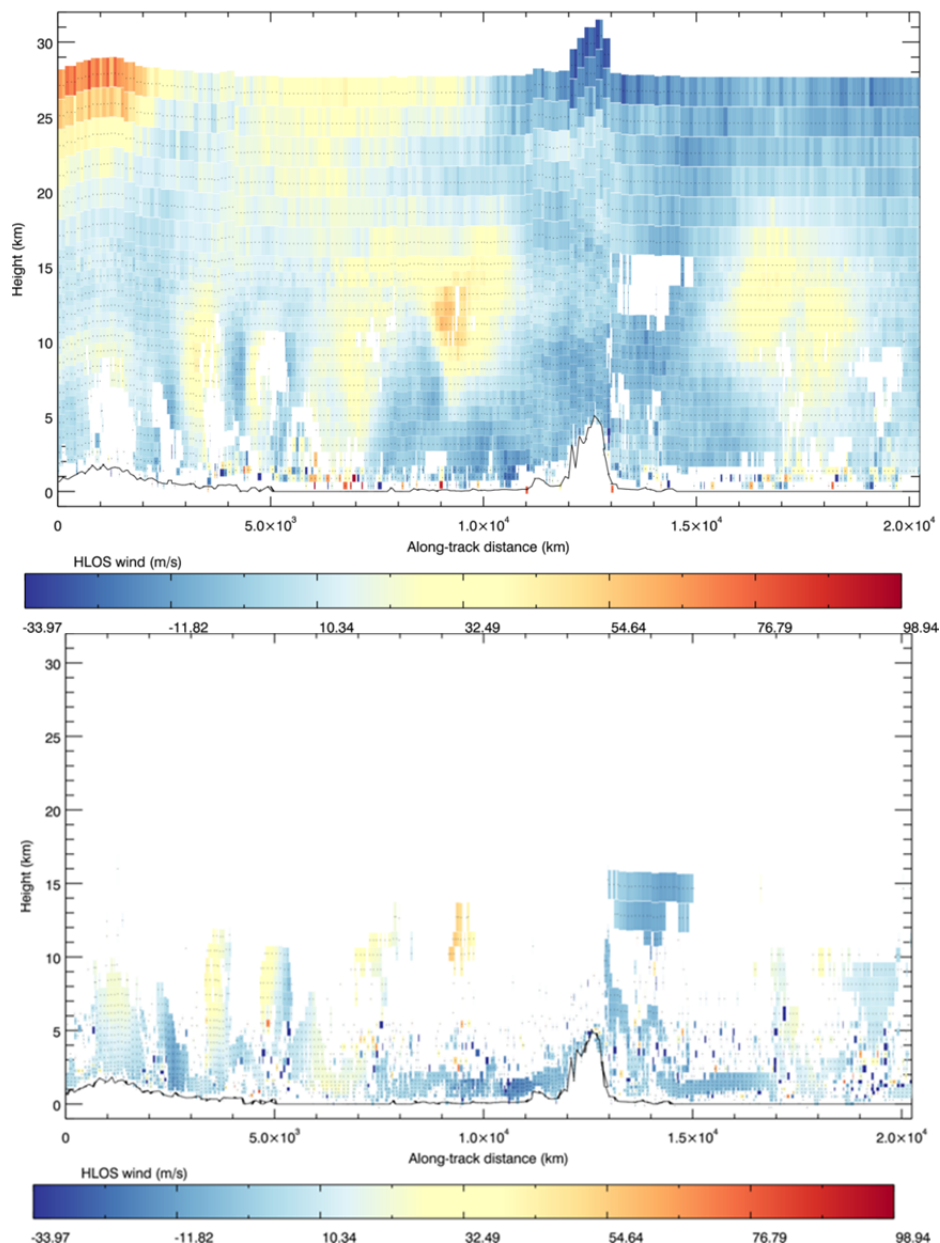 30
25
20
15
10
5
0
Height (km)
0 5.0×10³ 1.0×10⁴ 1.5×10⁴ 2.0×10⁴
Along-track distance (km)
HLOS wind (m/s)
-33.97 -11.82 10.34 32.49 54.64 76.79 98.94
30
25
20
15
10
5
0
Height (km)
0 5.0×10³ 1.0×10⁴ 1.5×10⁴ 2.0×10⁴
Along-track distance (km)
HLOS wind (m/s)
-33.97 -11.82 10.34 32.49 54.64 76.79 98.94